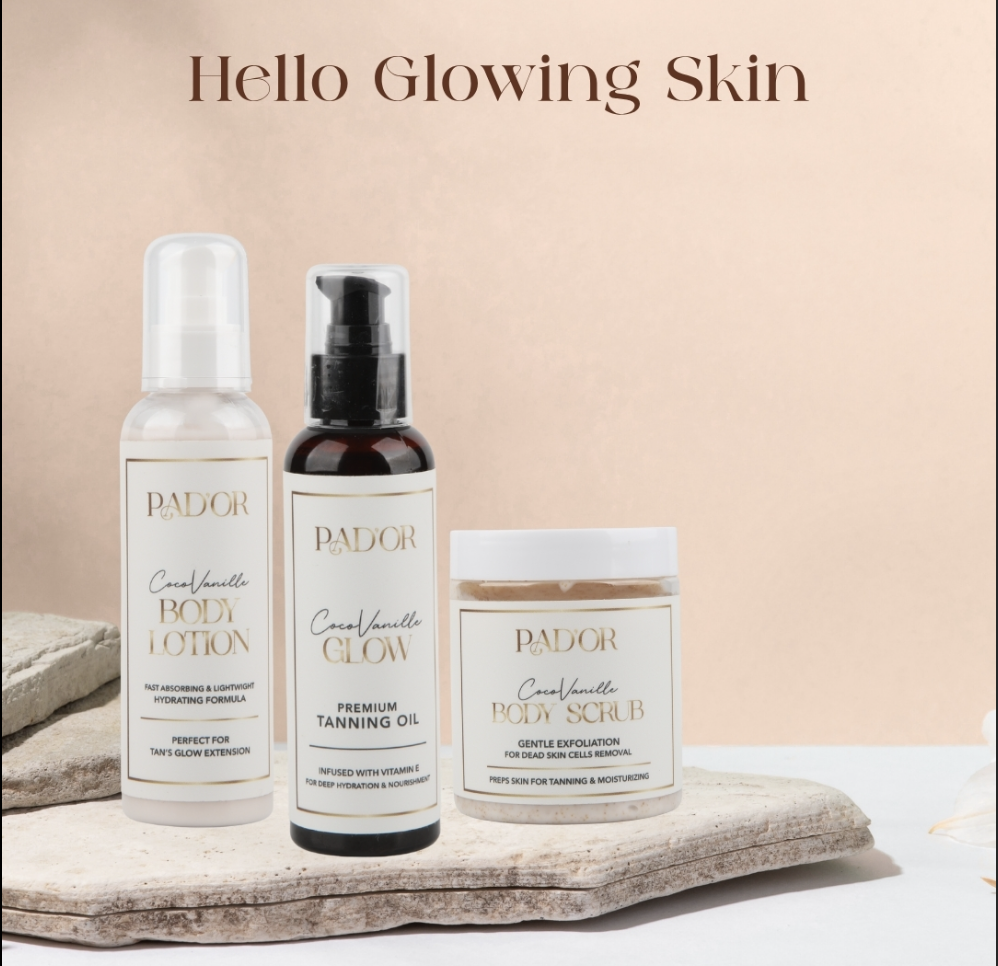 Hello Glowing Skin
PAD'OR
CocoVanille
BODY
LOTION
FAST ABSORBING & LIGHTWIGHT
HYDRATING FORMULA
PERFECT FOR
TAN'S GLOW EXTENSION
PAD'OR
CocoVanille
GLOW
PREMIUM
TANNING OIL
INFUSED WITH VITAMIN E
FOR DEEP HYDRATION & NOURISHMENT
PAD'OR
CocoVanille
BODY SCRUB
GENTLE EXFOLIATION
FOR DEAD SKIN CELLS REMOVAL
PREPS SKIN FOR TANNING & MOISTURIZING